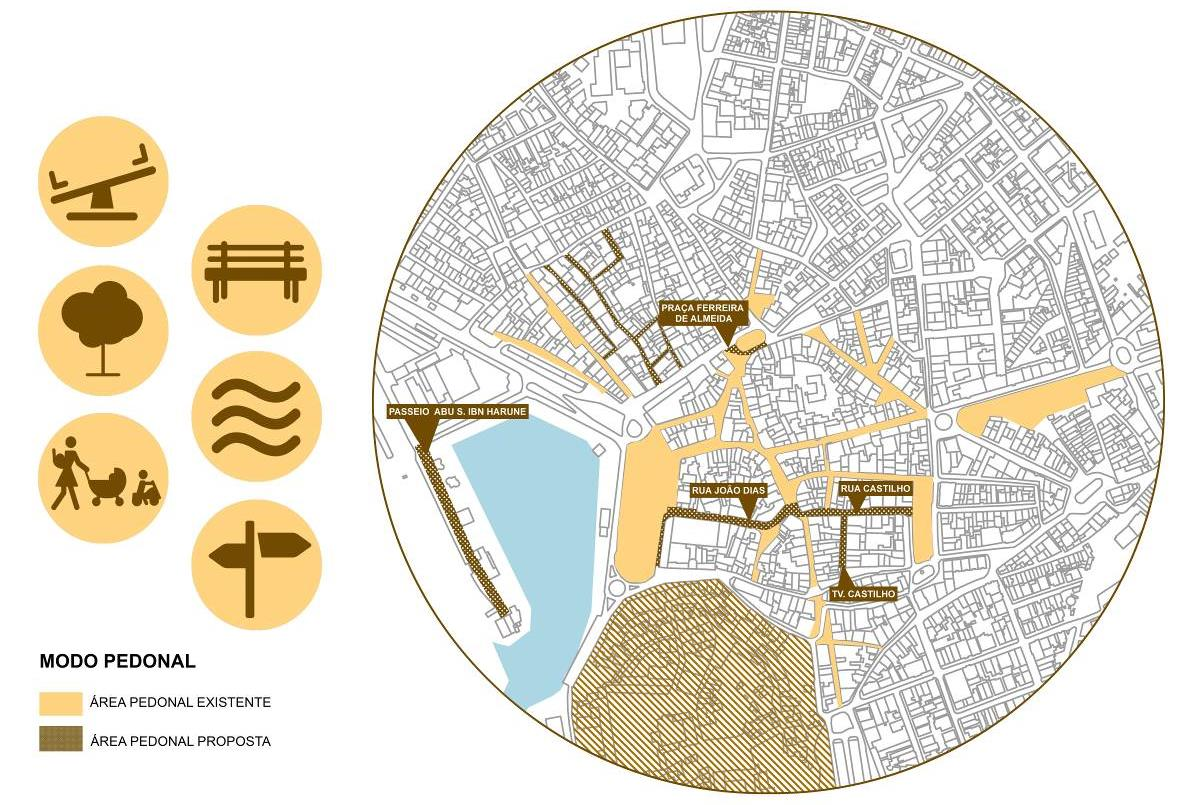 PRAÇA FERREIRA
DE ALMEIDA
PASSEIO ABU S. IBN HARUNE
RUA JOÃO DIAS
RUA CASTILHO
TV. CASTILHO
MODO PEDONAL
ÁREA PEDONAL EXISTENTE
ÁREA PEDONAL PROPOSTA